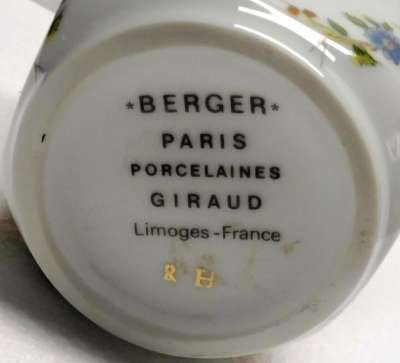 *BERGER*
PARIS
PORCELAINES
GIRAUD
Limoges-France
R H